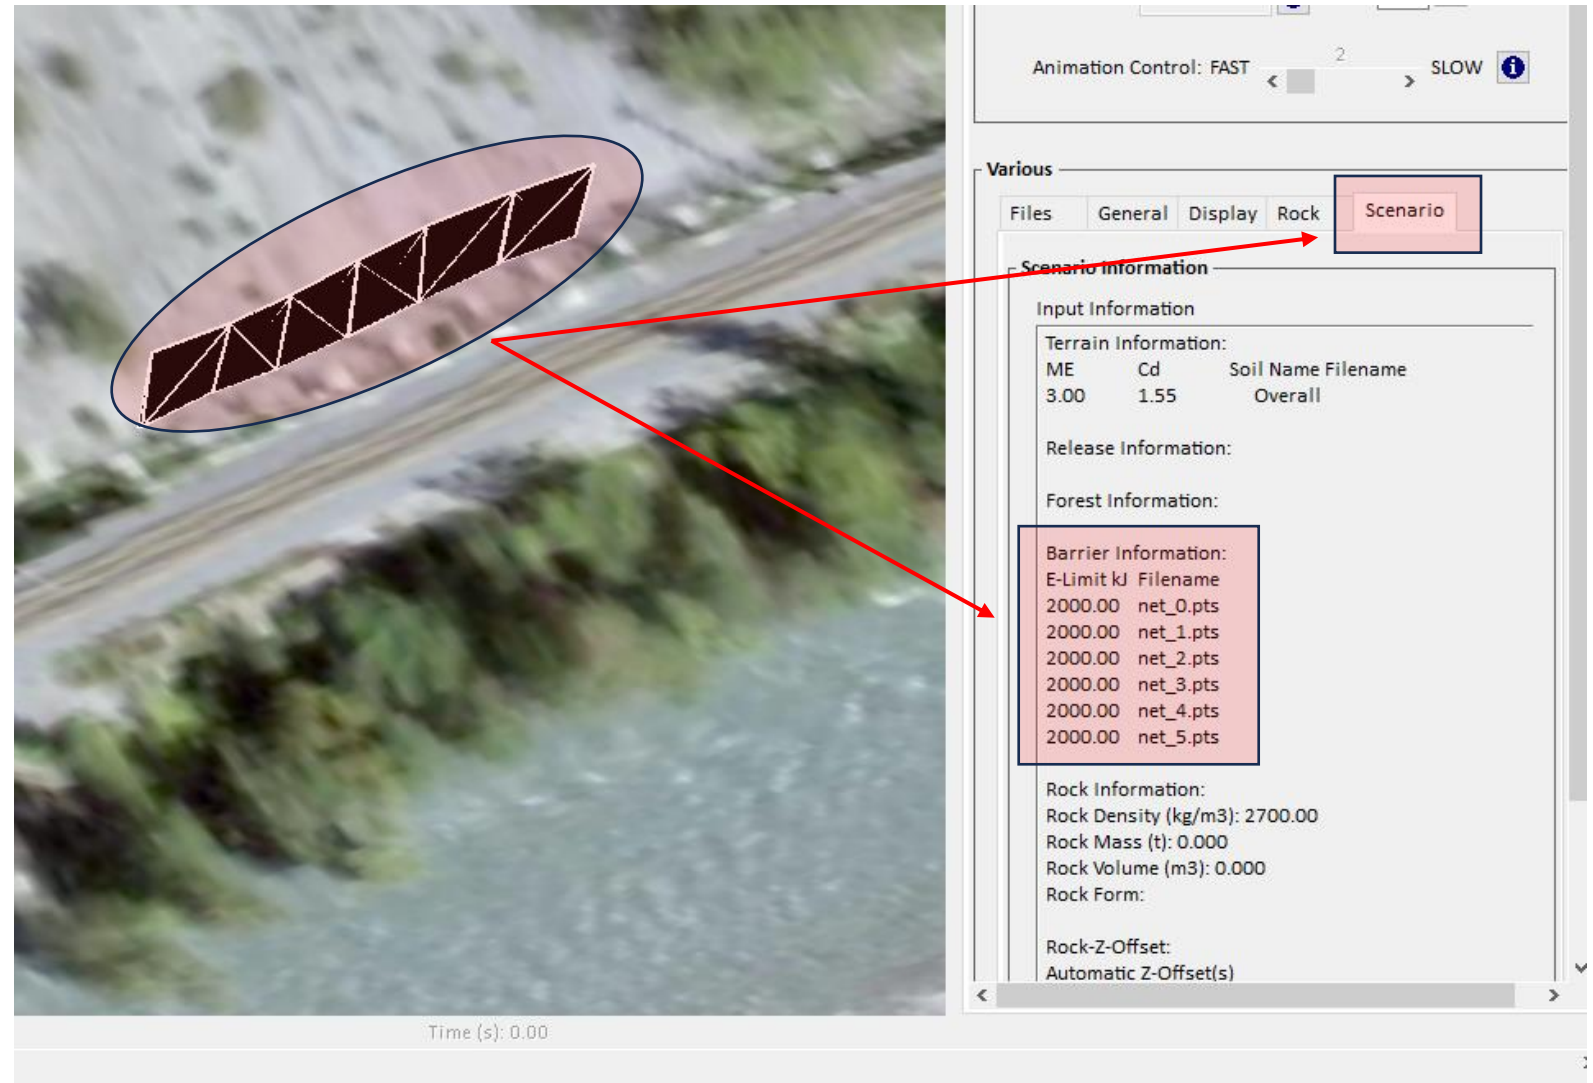 2
Animation Control: FAST
SLOW
Various
Files General Display Rock Scenario
Scenario Information
Input Information
Terrain Information:
ME Cd Soil Name Filename
3.00 1.55 Overall
Release Information:
Forest Information:
Barrier Information:
E-Limit kJ Filename
2000.00 net_0.pts
2000.00 net_1.pts
2000.00 net_2.pts
2000.00 net_3.pts
2000.00 net_4.pts
2000.00 net_5.pts
Rock Information:
Rock Density (kg/m3): 2700.00
Rock Mass (t): 0.000
Rock Volume (m3): 0.000
Rock Form:
Rock-Z-Offset:
Automatic Z-Offset(s)
Time (s): 0.00